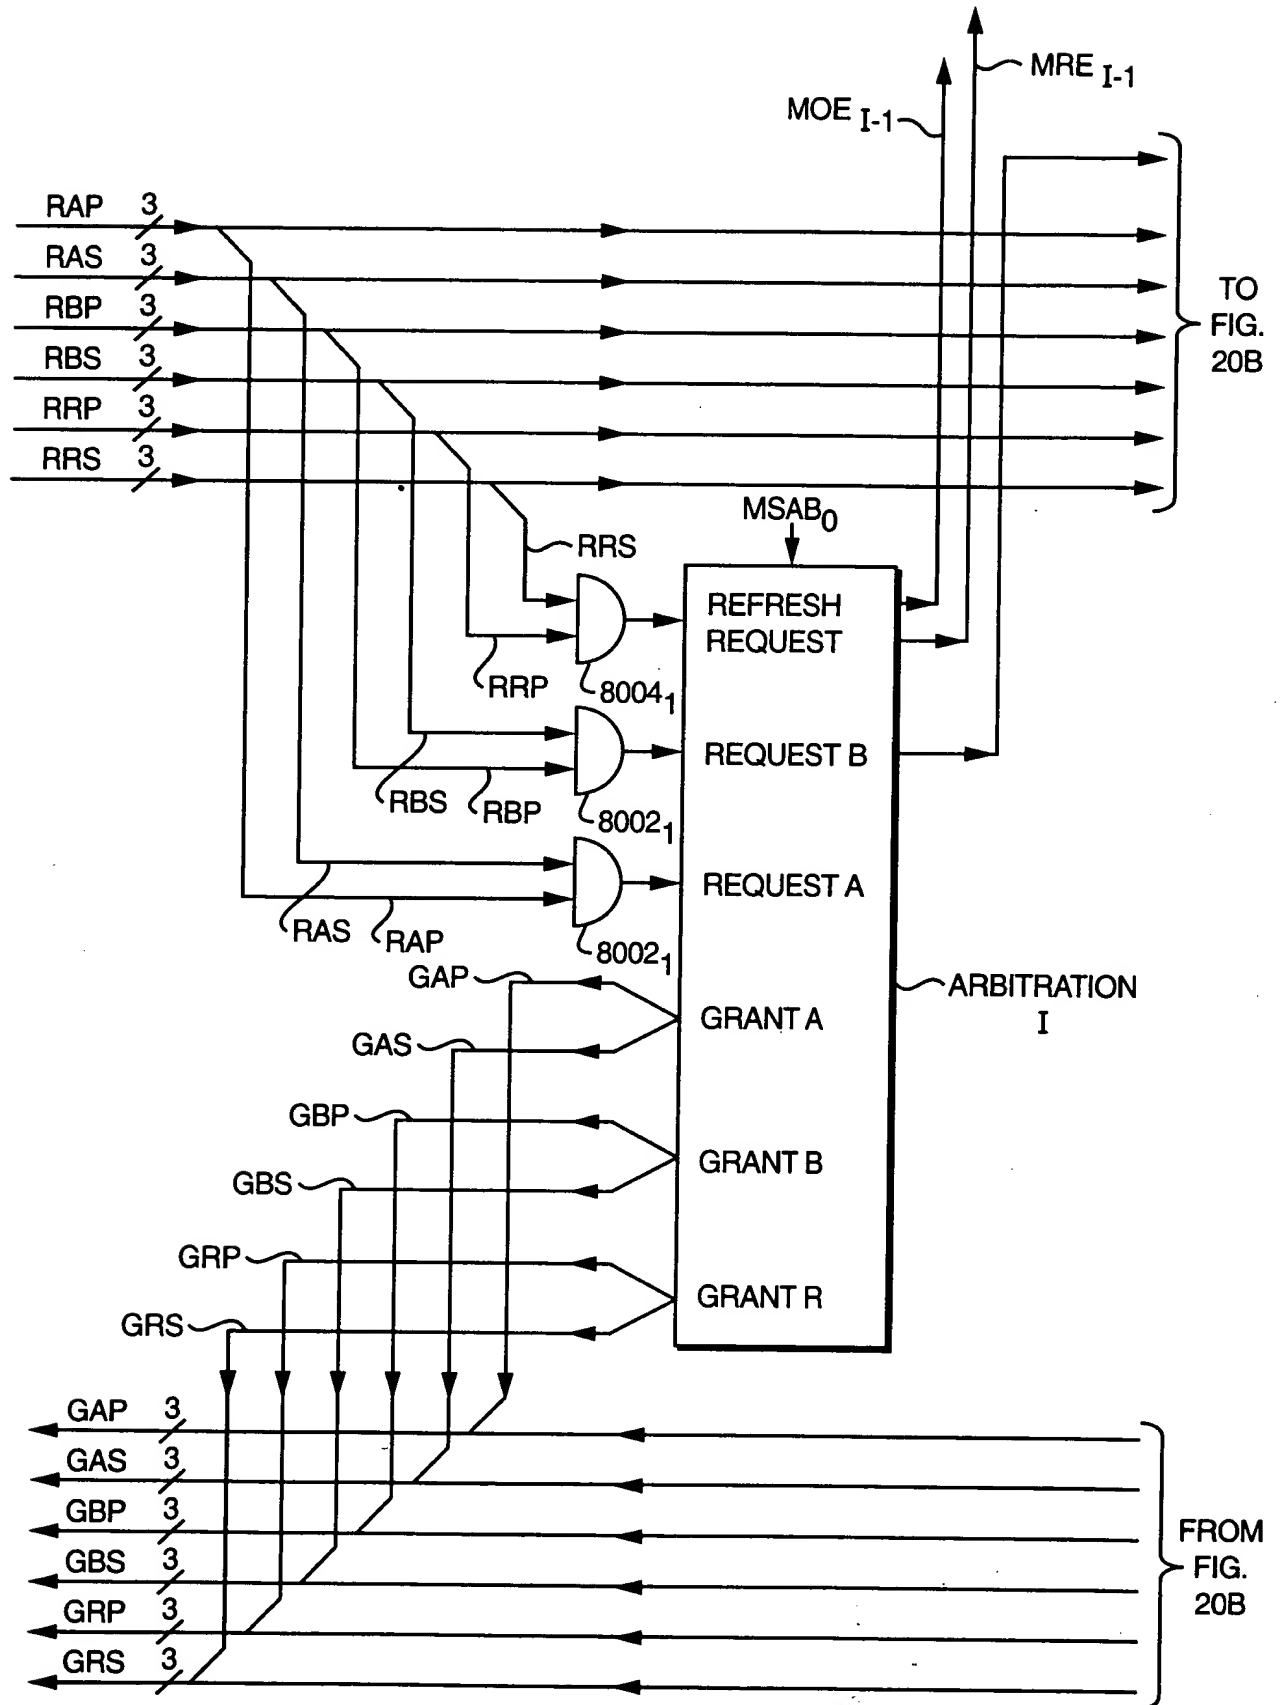 MRE I-1
MOE I-1
RAP 3
RAS 3
RBP 3
RBS 3
RRP 3
RRS 3
TO
FIG.
20B
MSAB0
RRS
REFRESH
REQUEST
RRP
80041
REQUEST B
RBS
RBP
80021
REQUEST A
RAS
RAP
80021
GAP
ARBITRATION
I
GRANT A
GAS
GBP
GRANT B
GBS
GRP
GRANT R
GRS
GAP 3
GAS 3
GBP 3
GBS 3
GRP 3
GRS 3
FROM
FIG.
20B